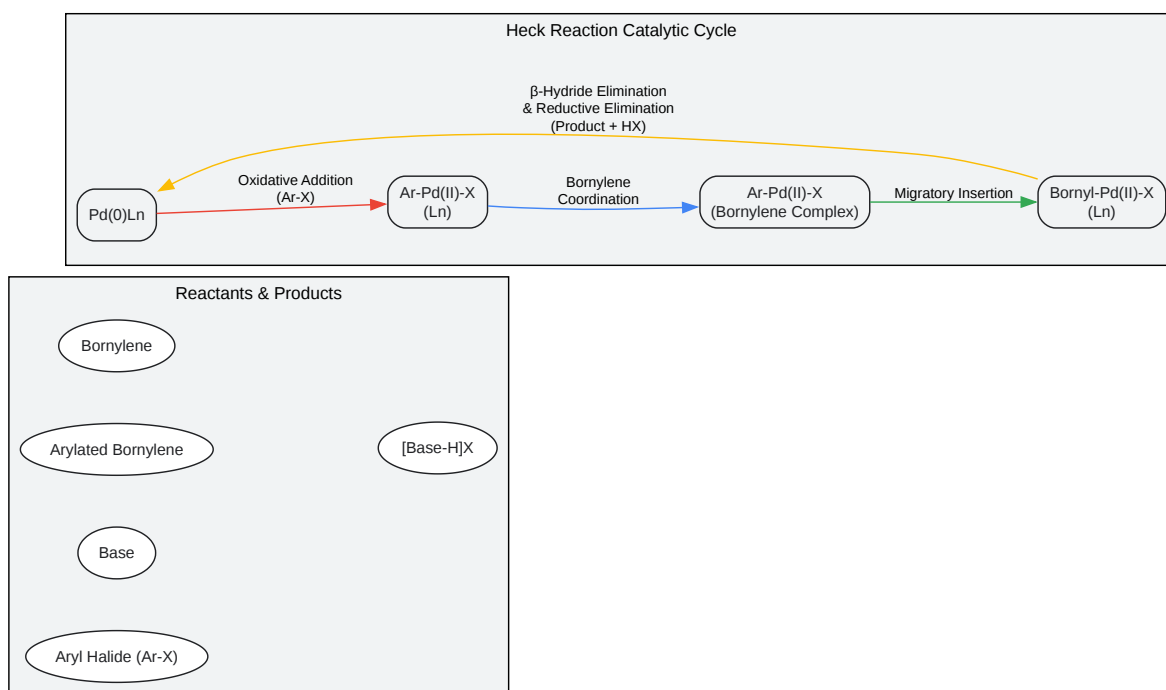 Heck Reaction Catalytic Cycle
β-Hydride Elimination
& Reductive Elimination
(Product + HX)
Pd(0)Ln
Oxidative Addition
(Ar-X)
Ar-Pd(II)-X
(Ln)
Bornylene
Coordination
Ar-Pd(II)-X
(Bornylene Complex)
Migratory Insertion
Bornyl-Pd(II)-X
(Ln)
Reactants & Products
Bornylene
Arylated Bornylene
[Base-H]X
Base
Aryl Halide (Ar-X)